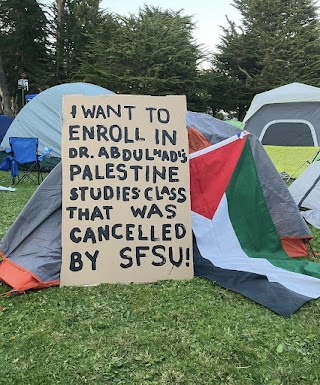 I WANT TO
ENROLL IN
DR. ABDULHADI'S
PALESTINE
STUDIES CLASS
THAT WAS
CANCELLED
BY SFSU!